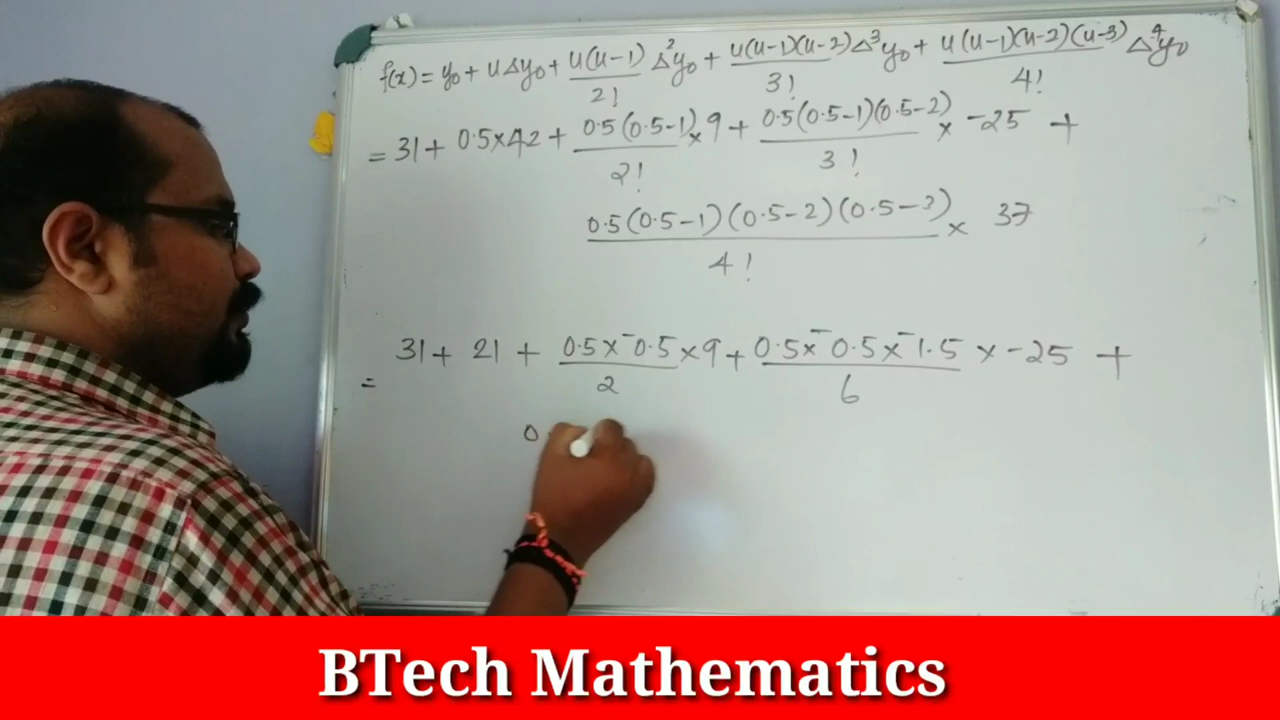 f(x) = y₀ + u Δy₀ + u(u-1)/2! Δ²y₀ + u(u-1)(u-2)/3! Δ³y₀ + u(u-1)(u-2)(u-3)/4! Δ⁴y₀
= 31 + 0.5×42 + 0.5(0.5-1)/2! × 9 + 0.5(0.5-1)(0.5-2)/3! × -25 +
0.5(0.5-1)(0.5-2)(0.5-3)/4! × 37
= 31 + 21 + 0.5×-0.5/2 × 9 + 0.5×-0.5×-1.5/6 × -25 +
0
BTech Mathematics